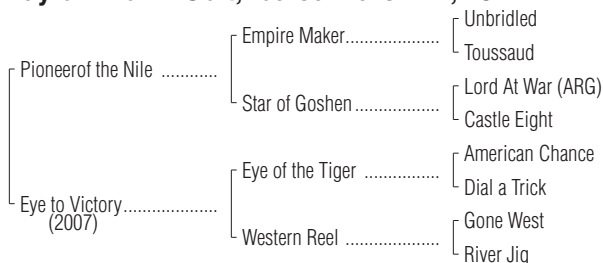 Unbridled
Empire Maker....................
Toussaud
Pioneerof the Nile ............
Lord At War (ARG)
Star of Goshen..................
Castle Eight
American Chance
Eye of the Tiger ................
Dial a Trick
Eye to Victory....................
(2007)
Gone West
Western Reel ....................
River Jig